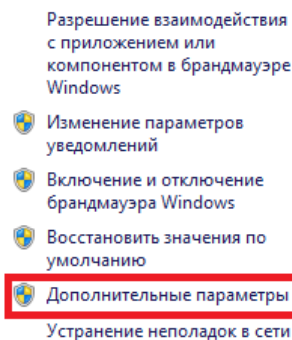 Разрешение взаимодействия
с приложением или
компонентом в брандмауэре
Windows
Изменение параметров
уведомлений
Включение и отключение
брандмауэра Windows
Восстановить значения по
умолчанию
Дополнительные параметры
Устранение неполадок в сети